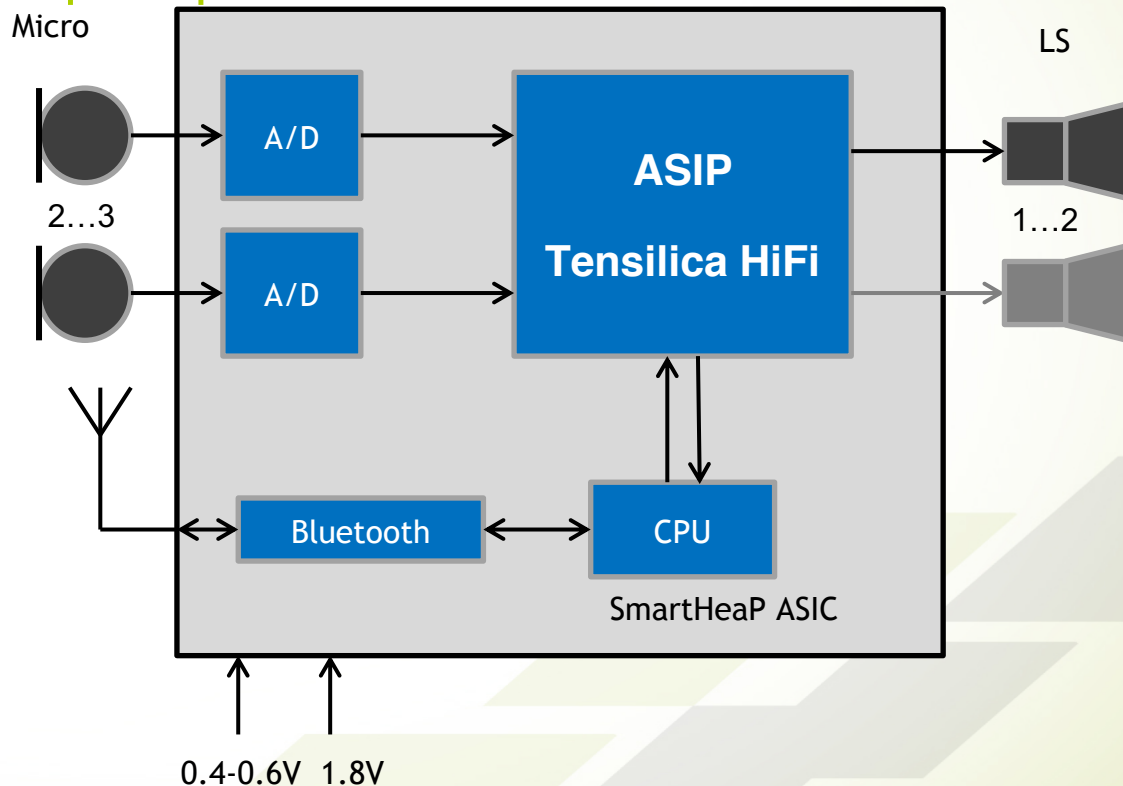 Micro
LS
A/D
ASIP
Tensilica HiFi
2…3
1…2
A/D
Bluetooth
CPU
SmartHeaP ASIC
0.4-0.6V 1.8V